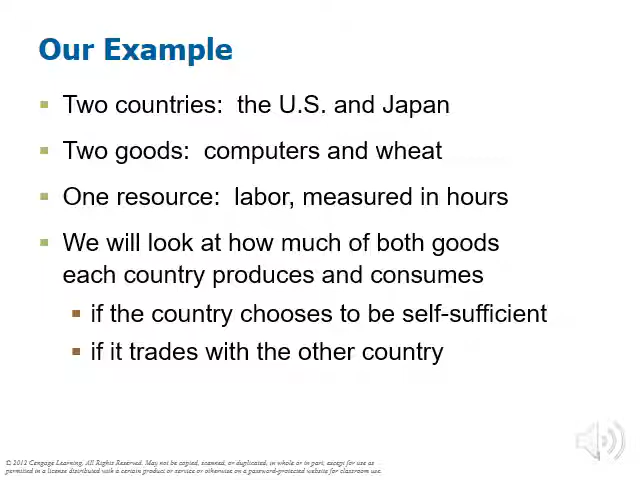 Our Example
Two countries: the U.S. and Japan
Two goods: computers and wheat
One resource: labor, measured in hours
We will look at how much of both goods
each country produces and consumes
if the country chooses to be self-sufficient
if it trades with the other country
© 2012 Cengage Learning. All Rights Reserved. May not be copied, scanned, or duplicated, in whole or in part, except for use as
permitted in a license distributed with a certain product or service or otherwise on a password-protected website for classroom use.